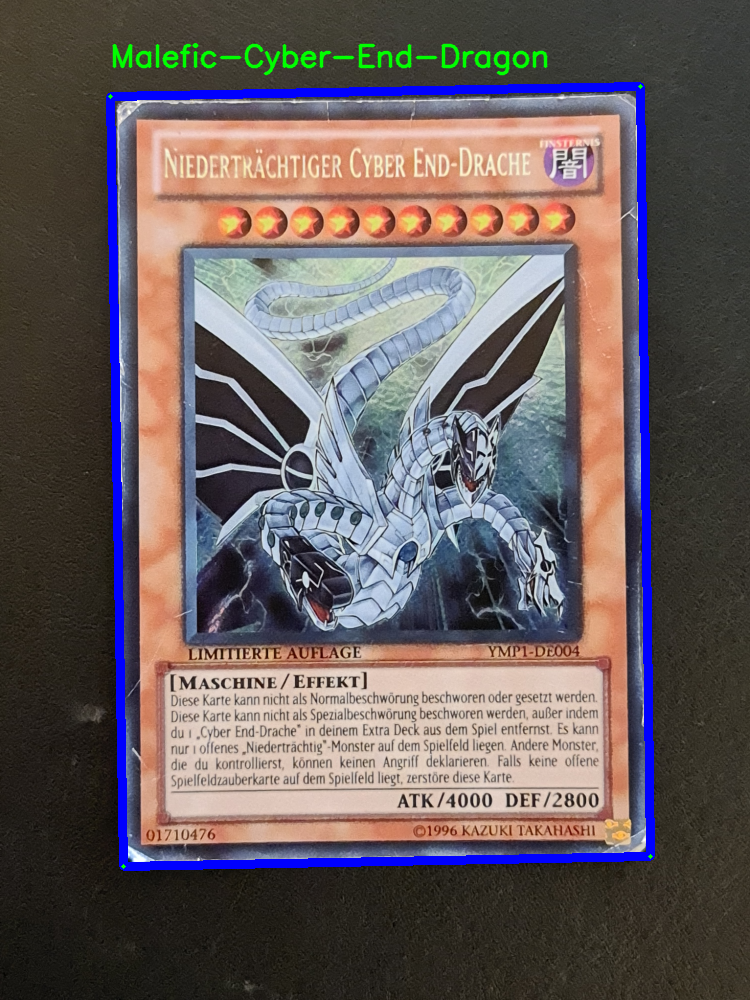 Malefic-Cyber-End-Dragon
NIEDERTRÄCHTIGER CYBER END-DRACHE
FINSTERNIS
闇
LIMITIERTE AUFLAGE YMP1-DE004
[MASCHINE / EFFEKT]
Diese Karte kann nicht als Normalbeschwörung beschworen oder gesetzt werden.
Diese Karte kann nicht als Spezialbeschwörung beschworen werden, außer indem
du 1 „Cyber End-Drache" in deinem Extra Deck aus dem Spiel entfernst. Es kann
nur 1 offenes „Niederträchtig"-Monster auf dem Spielfeld liegen. Andere Monster,
die du kontrollierst, können keinen Angriff deklarieren. Falls keine offene
Spielfeldzauberkarte auf dem Spielfeld liegt, zerstöre diese Karte.
ATK/4000 DEF/2800
01710476 ©1996 KAZUKI TAKAHASHI